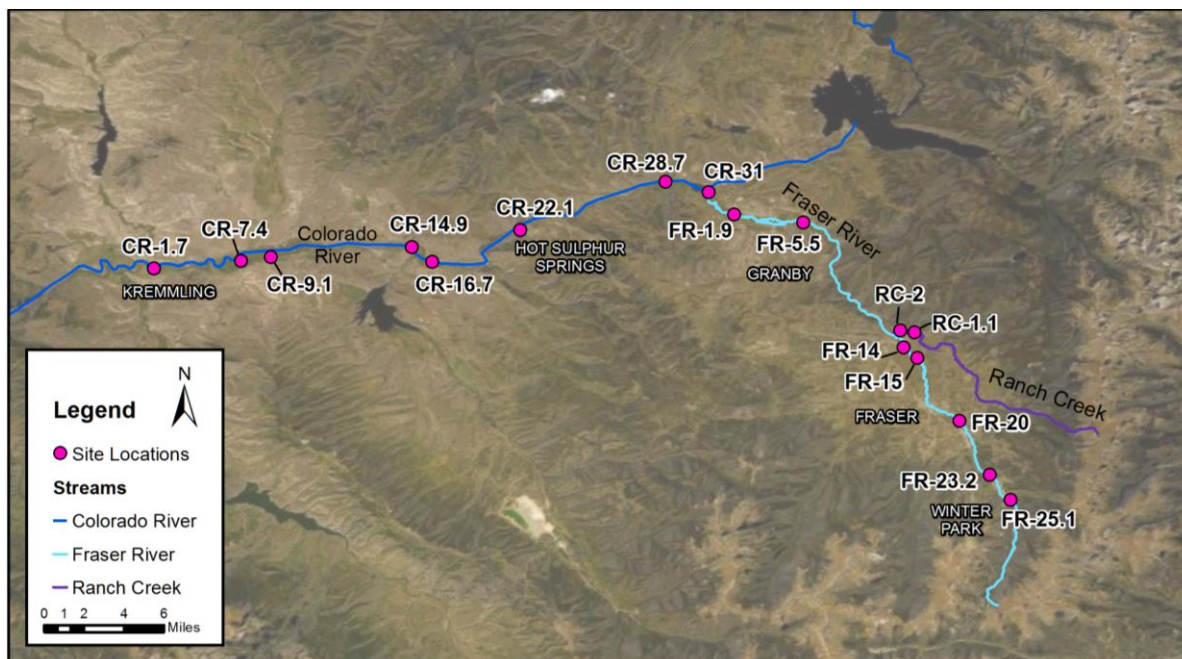 CR-28.7
CR-31
Fraser River
CR-22.1
FR-1.9
FR-5.5
CR-14.9
CR-7.4
Colorado
River
HOT SULPHUR
SPRINGS
CR-1.7
GRANBY
KREMMLING
CR-9.1
CR-16.7
RC-2
RC-1.1
FR-14
FR-15
Ranch Creek
FRASER
FR-20
FR-23.2
WINTER
PARK
FR-25.1
N
Legend
Site Locations
Streams
Colorado River
Fraser River
Ranch Creek
0 1 2 4 6
Miles